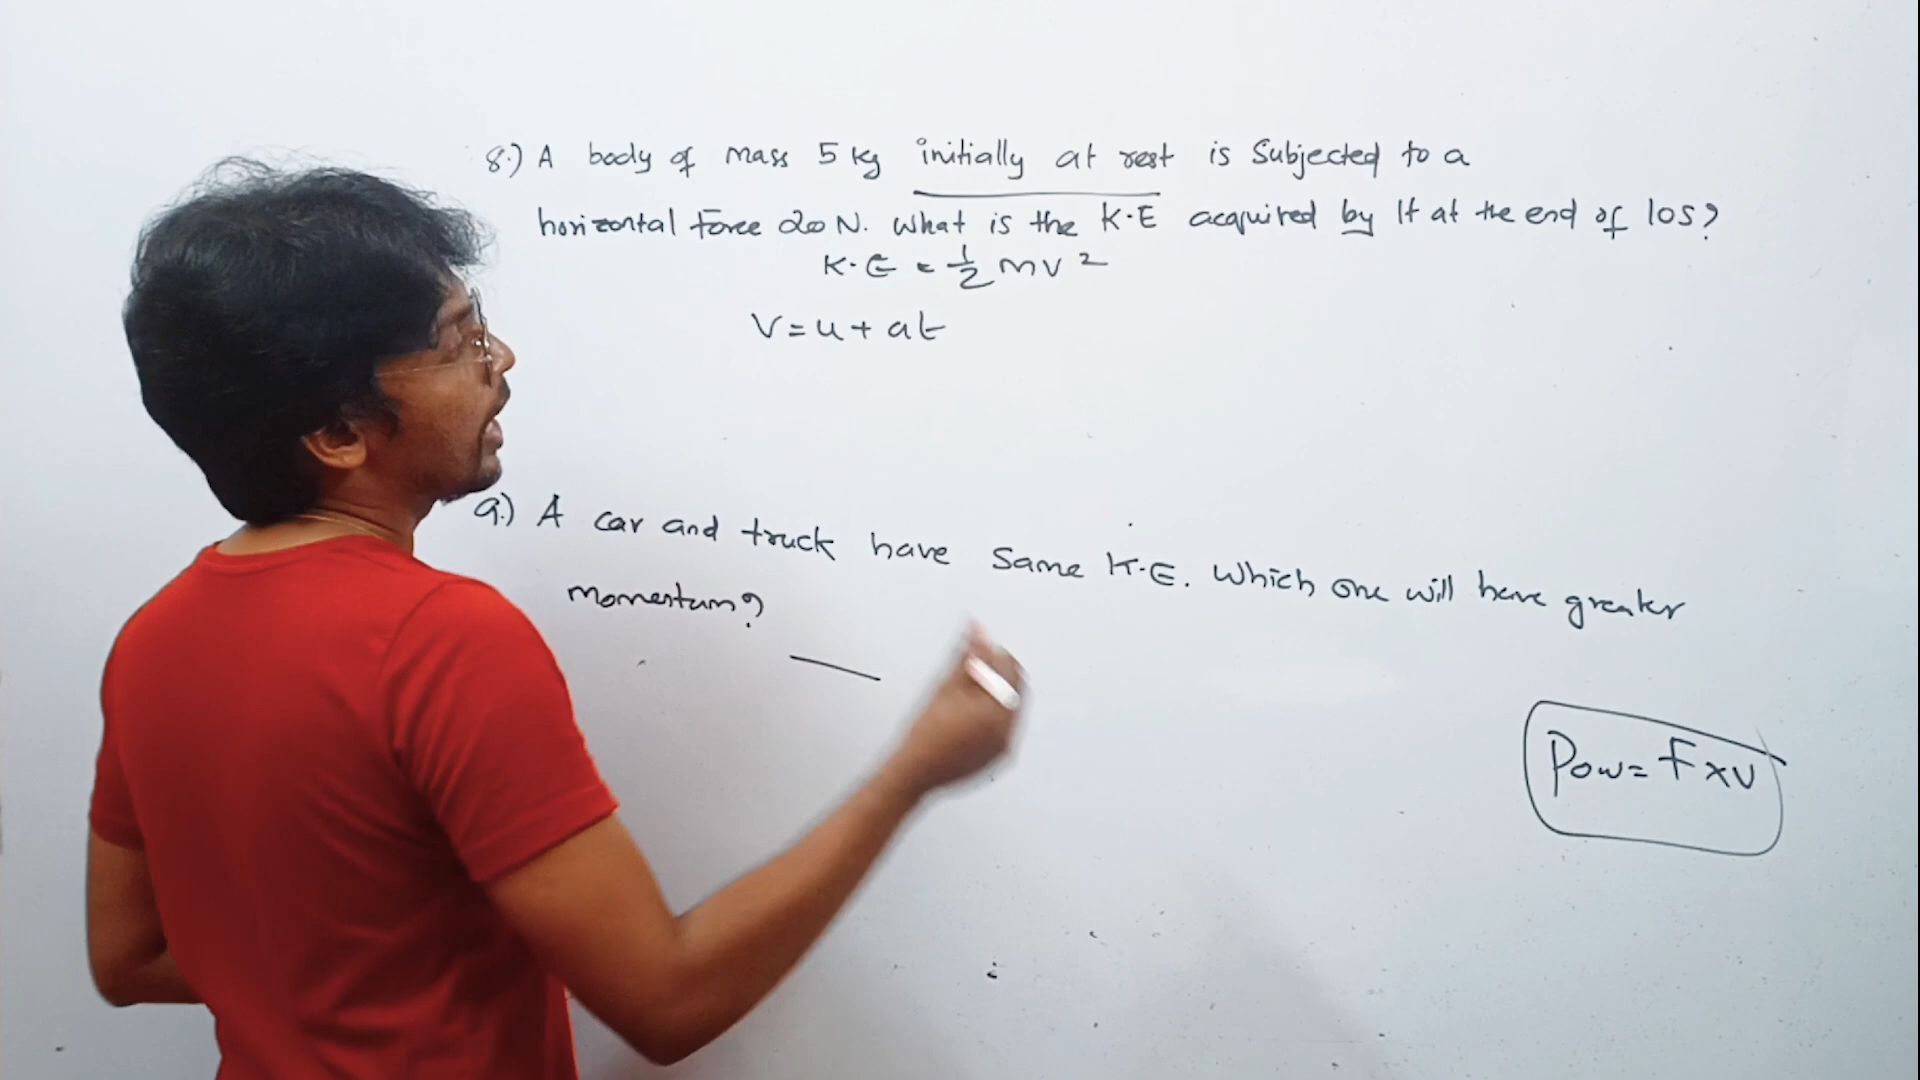 8.) A body of mass 5 kg initially at rest is Subjected to a
horizontal Force 20 N. What is the K.E acquired by It at the end of 10S?
K.E = 1/2 mv²
V = u + at
9.) A car and truck have Same K.E. Which one will have greater
momentum?
Pow = F x v